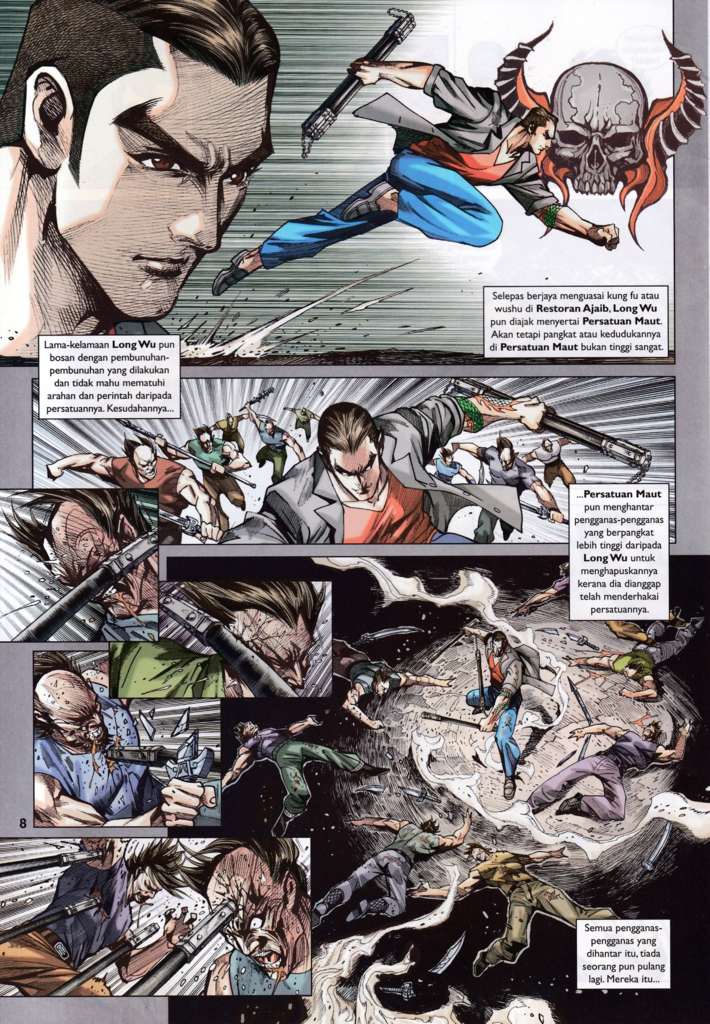 Selepas berjaya menguasai kung fu atau
wushu di Restoran Ajaib, Long Wu
pun diajak menyertai Persatuan Maut.
Akan tetapi pangkat atau kedudukannya
di Persatuan Maut bukan tinggi sangat.
Lama-kelamaan Long Wu pun
bosan dengan pembunuhan-
pembunuhan yang dilakukan
dan tidak mahu mematuhi
arahan dan perintah daripada
persatuannya. Kesudahannya...
...Persatuan Maut
pun menghantar
pengganas-pengganas
yang berpangkat
lebih tinggi daripada
Long Wu untuk
menghapuskannya
kerana dia dianggap
telah menderhakai
persatuannya.
8
Semua pengganas-
pengganas yang
dihantar itu, tiada
seorang pun pulang
lagi. Mereka itu...